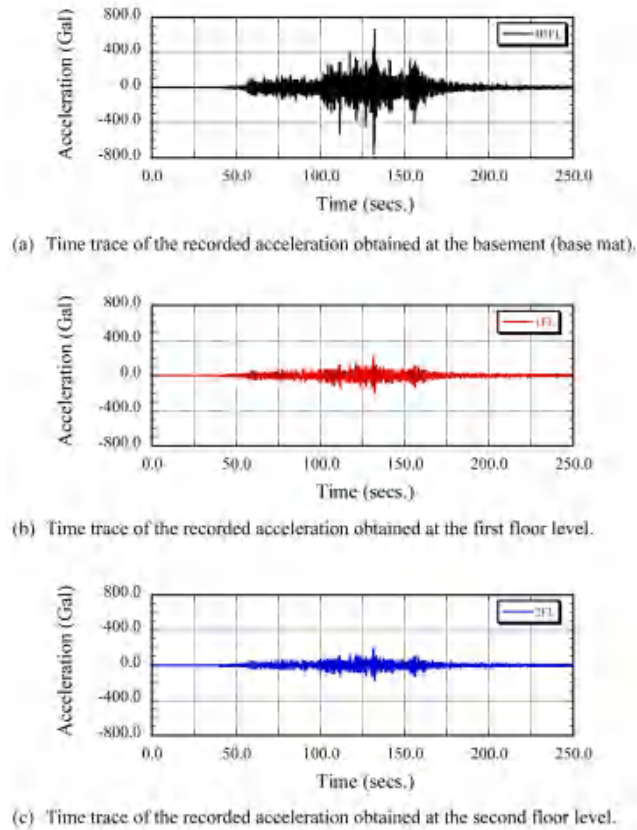 800.0
400.0
0.0
-400.0
-800.0
Acceleration (Gal)
0.0 50.0 100.0 150.0 200.0 250.0
Time (secs.)
(a) Time trace of the recorded acceleration obtained at the basement (base mat).
800.0
400.0
0.0
-400.0
-800.0
Acceleration (Gal)
1FL
0.0 50.0 100.0 150.0 200.0 250.0
Time (secs.)
(b) Time trace of the recorded acceleration obtained at the first floor level.
800.0
400.0
0.0
-400.0
-800.0
Acceleration (Gal)
2FL
0.0 50.0 100.0 150.0 200.0 250.0
Time (secs.)
(c) Time trace of the recorded acceleration obtained at the second floor level.